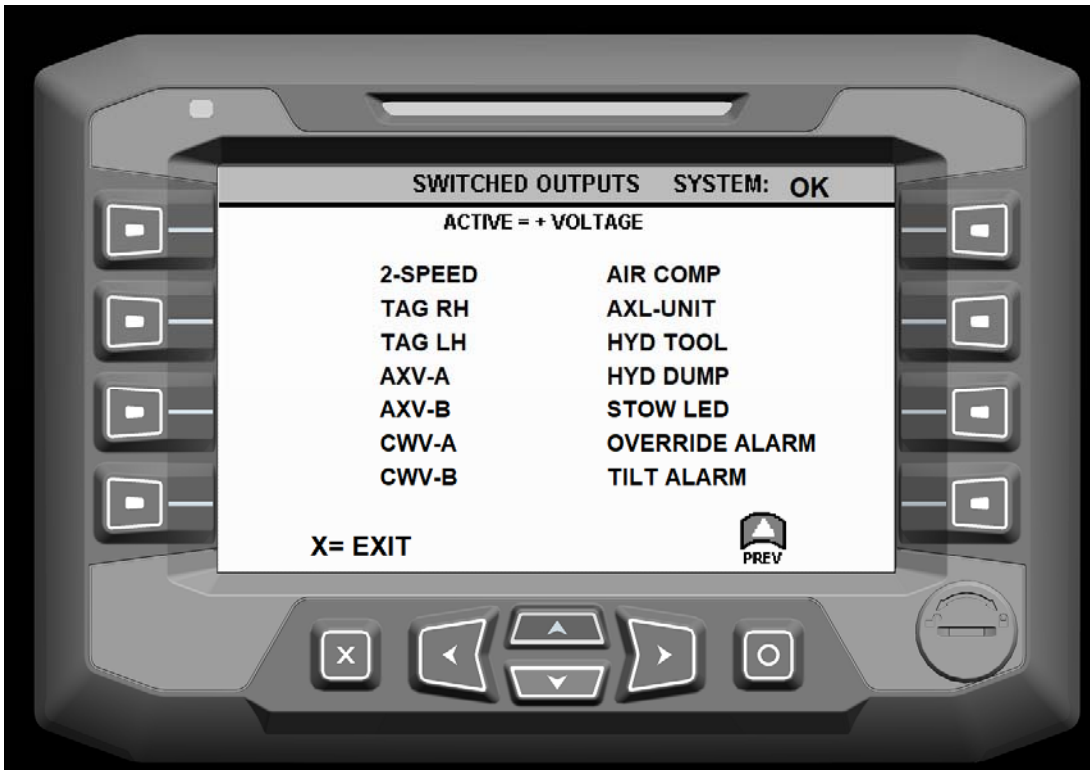 SWITCHED OUTPUTS SYSTEM: OK
ACTIVE = + VOLTAGE
2-SPEED AIR COMP
TAG RH AXL-UNIT
TAG LH HYD TOOL
AXV-A HYD DUMP
AXV-B STOW LED
CWV-A OVERRIDE ALARM
CWV-B TILT ALARM
X= EXIT
PREV
X O